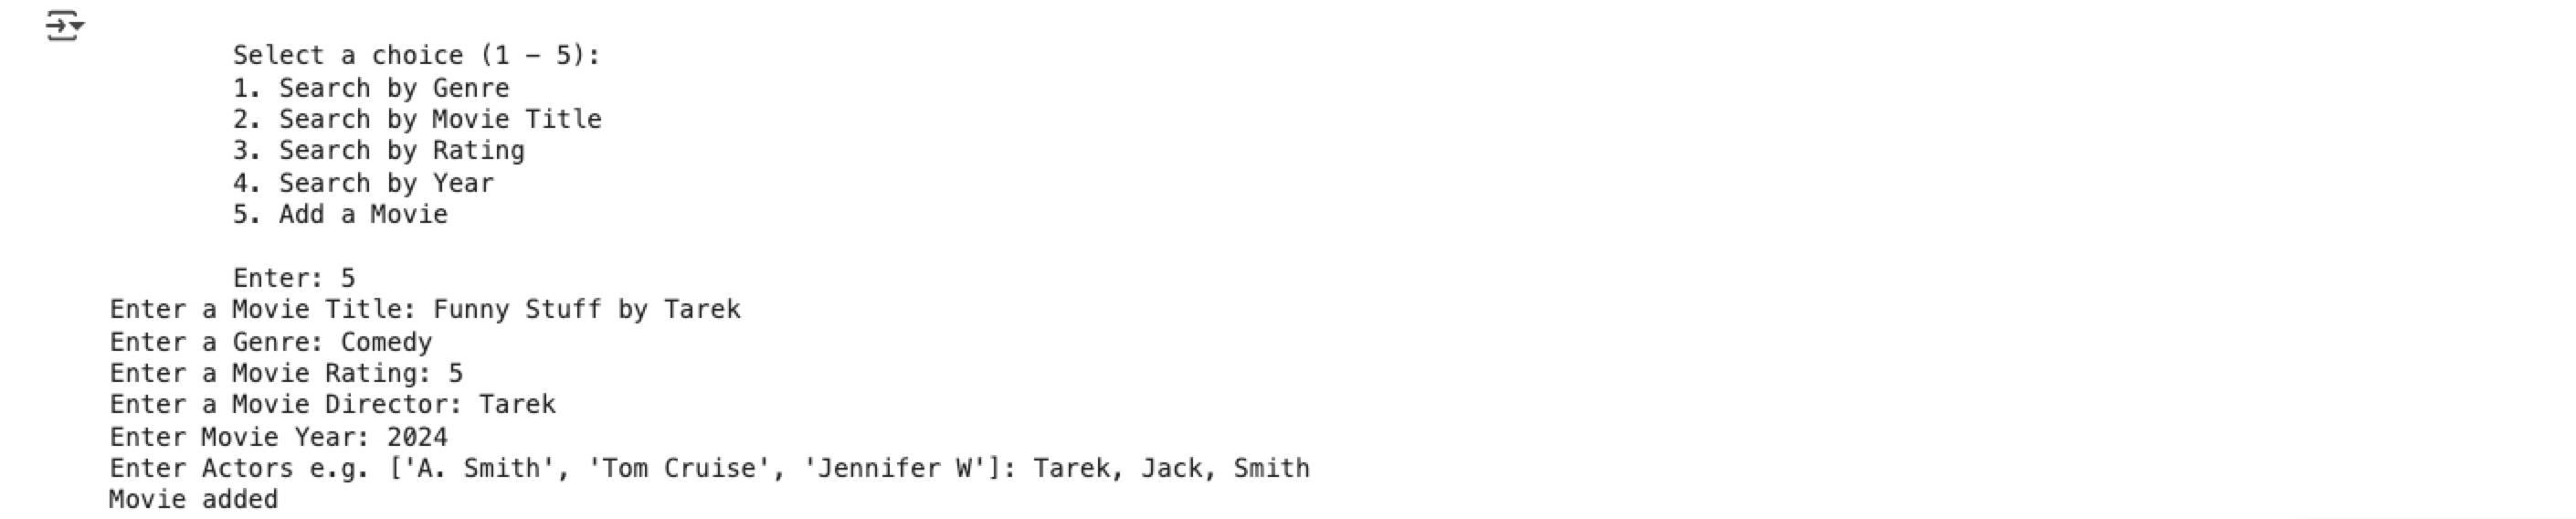 Select a choice (1 – 5):
1. Search by Genre
2. Search by Movie Title
3. Search by Rating
4. Search by Year
5. Add a Movie
Enter: 5
Enter a Movie Title: Funny Stuff by Tarek
Enter a Genre: Comedy
Enter a Movie Rating: 5
Enter a Movie Director: Tarek
Enter Movie Year: 2024
Enter Actors e.g. ['A. Smith', 'Tom Cruise', 'Jennifer W']: Tarek, Jack, Smith
Movie added